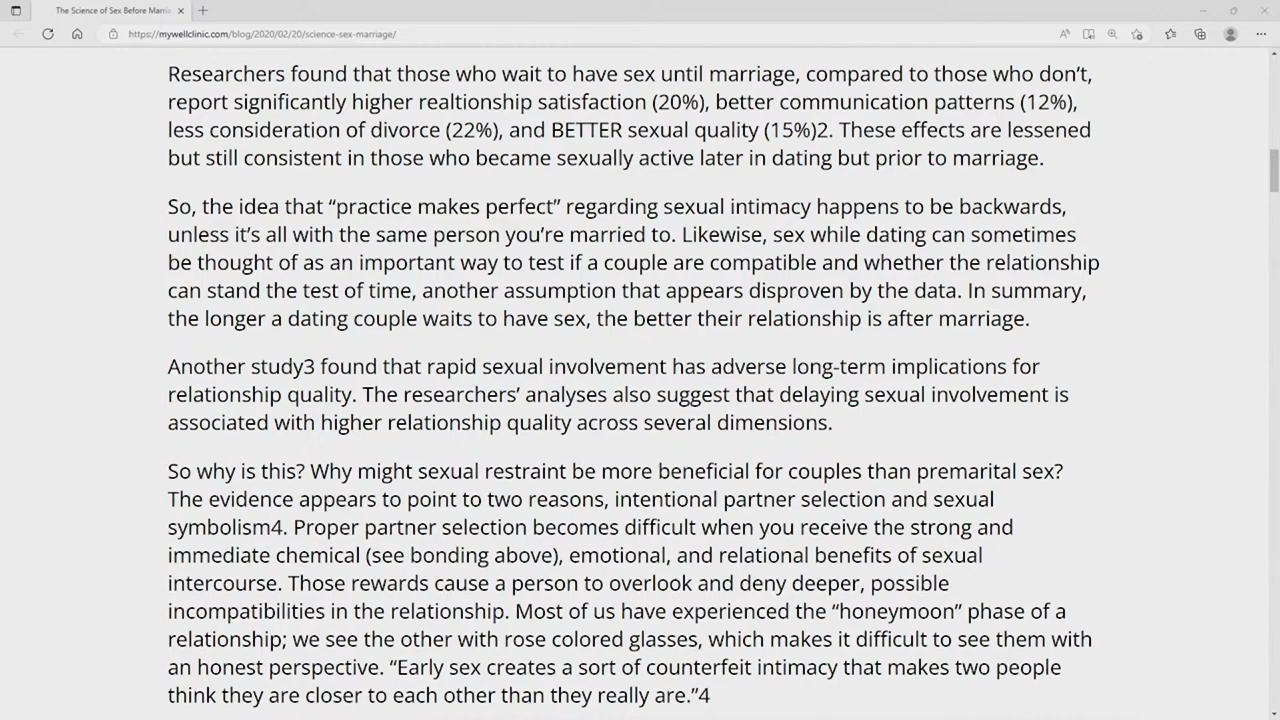 The Science of Sex Before Marria
https://mywellclinic.com/blog/2020/02/20/science-sex-marriage/
Researchers found that those who wait to have sex until marriage, compared to those who don’t,
report significantly higher realtionship satisfaction (20%), better communication patterns (12%),
less consideration of divorce (22%), and BETTER sexual quality (15%)2. These effects are lessened
but still consistent in those who became sexually active later in dating but prior to marriage.
So, the idea that “practice makes perfect” regarding sexual intimacy happens to be backwards,
unless it’s all with the same person you’re married to. Likewise, sex while dating can sometimes
be thought of as an important way to test if a couple are compatible and whether the relationship
can stand the test of time, another assumption that appears disproven by the data. In summary,
the longer a dating couple waits to have sex, the better their relationship is after marriage.
Another study3 found that rapid sexual involvement has adverse long-term implications for
relationship quality. The researchers’ analyses also suggest that delaying sexual involvement is
associated with higher relationship quality across several dimensions.
So why is this? Why might sexual restraint be more beneficial for couples than premarital sex?
The evidence appears to point to two reasons, intentional partner selection and sexual
symbolism4. Proper partner selection becomes difficult when you receive the strong and
immediate chemical (see bonding above), emotional, and relational benefits of sexual
intercourse. Those rewards cause a person to overlook and deny deeper, possible
incompatibilities in the relationship. Most of us have experienced the “honeymoon” phase of a
relationship; we see the other with rose colored glasses, which makes it difficult to see them with
an honest perspective. “Early sex creates a sort of counterfeit intimacy that makes two people
think they are closer to each other than they really are.”4